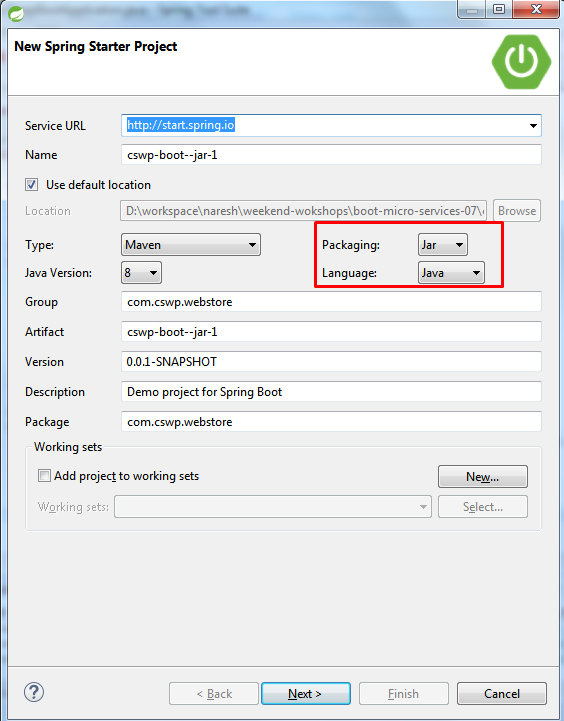 Spring Tool Suite
New Spring Starter Project
Service URL http://start.spring.io
Name cswp-boot--jar-1
Use default location
Location D:\workspace\naresh\weekend-wokshops\boot-micro-services-07\ Browse
Type: Maven Packaging: Jar
Java Version: 8 Language: Java
Group com.cswp.webstore
Artifact cswp-boot--jar-1
Version 0.0.1-SNAPSHOT
Description Demo project for Spring Boot
Package com.cswp.webstore
Working sets
Add project to working sets New...
Working sets: Select...
? < Back Next > Finish Cancel